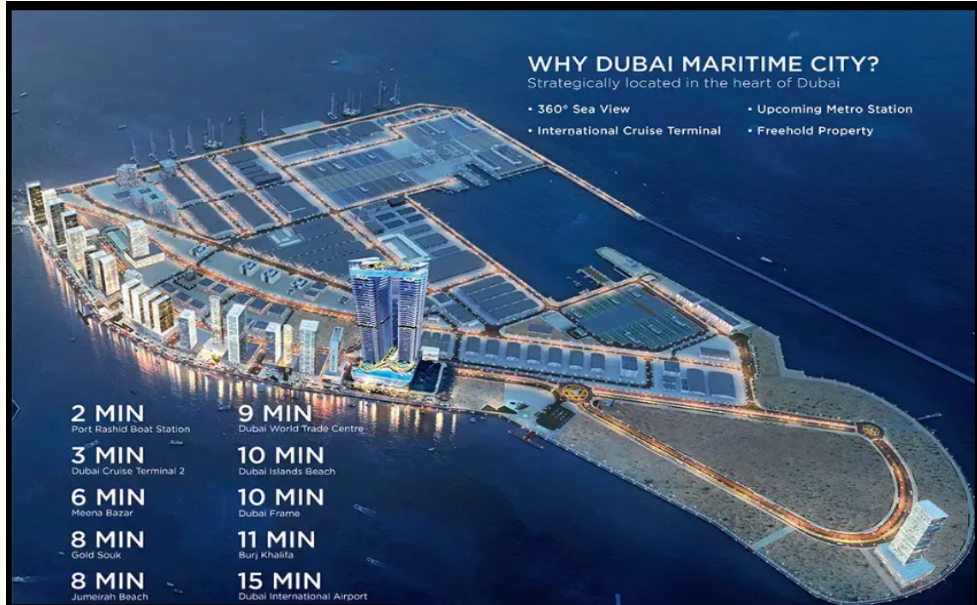 WHY DUBAI MARITIME CITY?
Strategically located in the heart of Dubai
• 360° Sea View
• International Cruise Terminal
• Upcoming Metro Station
• Freehold Property
2 MIN
Port Rashid Boat Station
3 MIN
Dubai Cruise Terminal 2
6 MIN
Meena Bazar
8 MIN
Gold Souk
8 MIN
Jumeirah Beach
9 MIN
Dubai World Trade Centre
10 MIN
Dubai Islands Beach
10 MIN
Dubai Frame
11 MIN
Burj Khalifa
15 MIN
Dubai International Airport